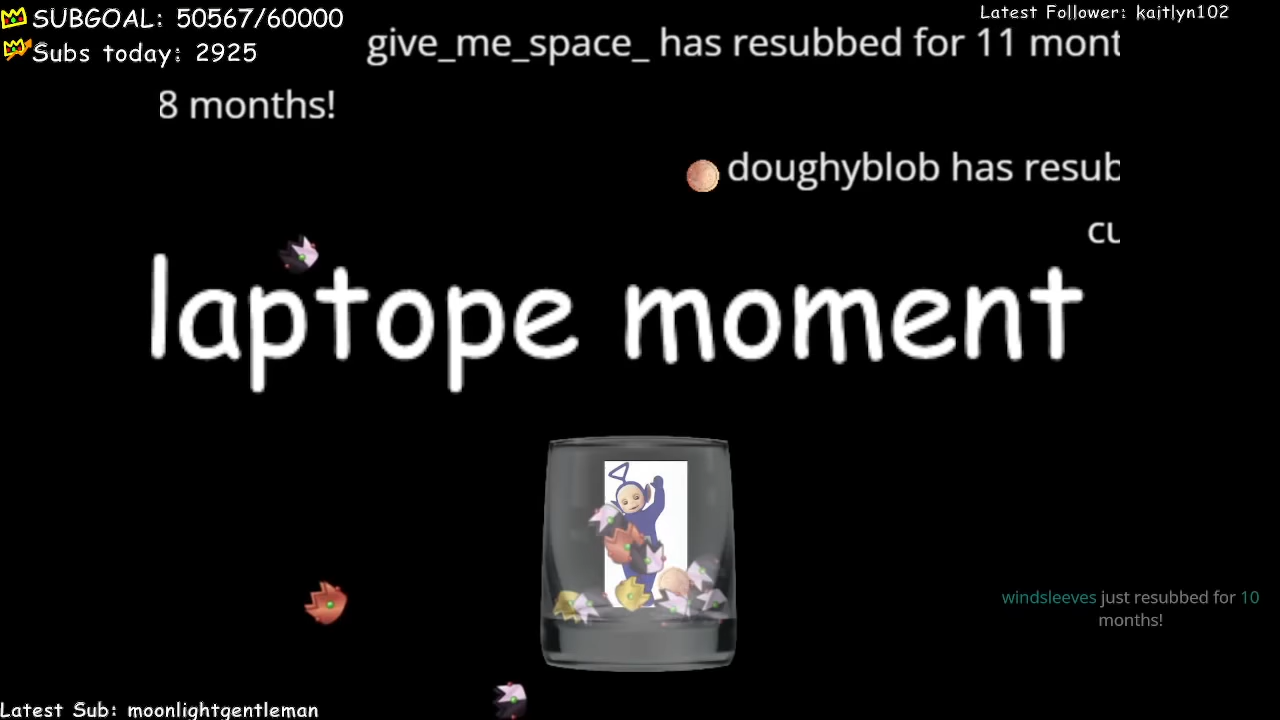 SUBGOAL: 50567/60000
Latest Follower: kaitlyn102
Subs today: 2925
give_me_space_ has resubbed for 11 mont
8 months!
doughyblob has resub
cu
laptope moment
windsleeves just resubbed for 10
months!
Latest Sub: moonlightgentleman